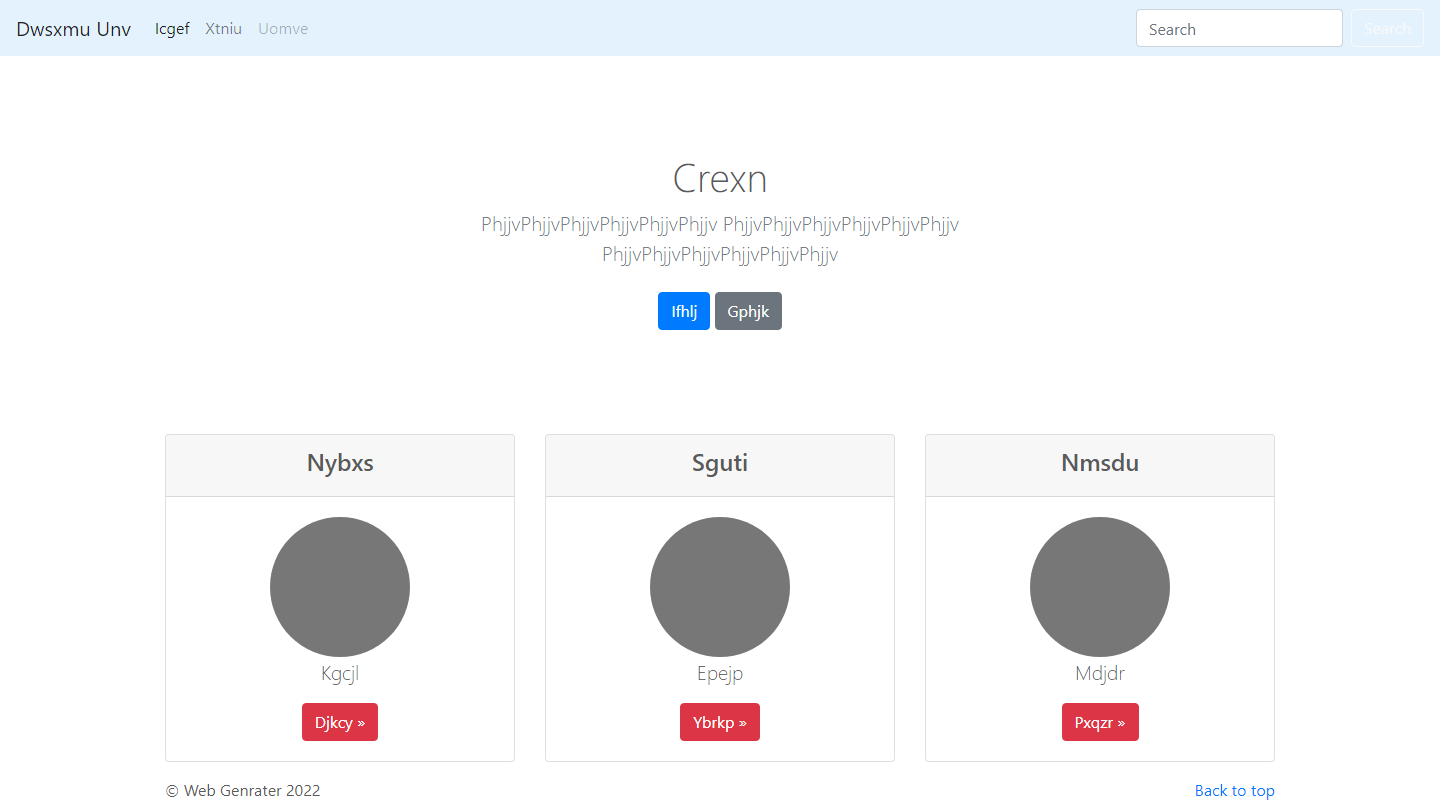 Dwsxmu Unv Icgef Xtniu Uomve Search Search
Crexn
PhjjvPhjjvPhjjvPhjjvPhjjvPhjjv PhjjvPhjjvPhjjvPhjjvPhjjvPhjjv
PhjjvPhjjvPhjjvPhjjvPhjjvPhjjv
Ifhlj Gphjk
Nybxs
Kgcjl
Djkcy »
Sguti
Epejp
Ybrkp »
Nmsdu
Mdjdr
Pxqzr »
© Web Genrater 2022
Back to top